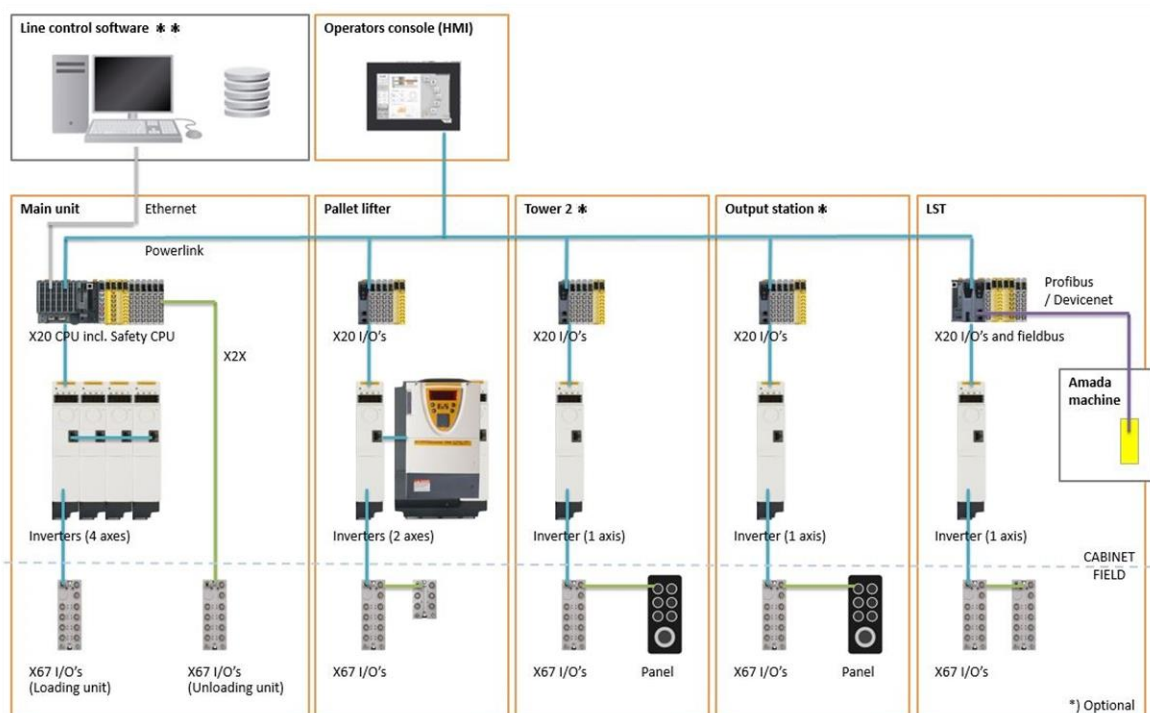 Line control software * *
Operators console (HMI)
Main unit
Ethernet
Powerlink
Pallet lifter
Tower 2 *
Output station *
LST
Profibus
/ Devicenet
X20 CPU incl. Safety CPU
X2X
X20 I/O's
X20 I/O's
X20 I/O's
X20 I/O's and fieldbus
Amada
machine
Inverters (4 axes)
Inverters (2 axes)
Inverter (1 axis)
Inverter (1 axis)
Inverter (1 axis)
CABINET
FIELD
X67 I/O's
(Loading unit)
X67 I/O's
(Unloading unit)
X67 I/O's
X67 I/O's
Panel
X67 I/O's
Panel
X67 I/O's
*) Optional